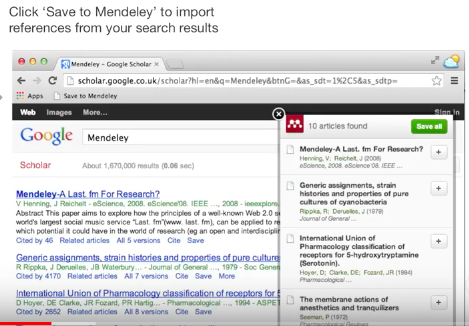 Click 'Save to Mendeley' to import
references from your search results
Mendeley - Google Scholar
scholar.google.co.uk/scholar?hl=en&q=Mendeley&btnG=&as_sdt=1%2C5&as_sdtp=
Apps Save to Mendeley
Web Images More... Sign in
Google Mendeley
Scholar About 1,670,000 results (0.06 sec)
Mendeley-A Last. fm For Research?
V Henning, J Reichelt - eScience, 2008. eScience'08. IEEE ..., 2008 - ieeexplore
Abstract This paper aims to explore how the principles of a well-known Web 2.0 s
world's largest social music service "Last. fm"(www. last. fm), can be applied to re
which potential it could have in the world of research (eg an open and interdiscipl
Cited by 46 Related articles All 5 versions Cite Save
Generic assignments, strain histories and properties of pure culture
R Rippka, J Deruelles, JB Waterbury... - Journal of General ..., 1979 - Soc Gener
Cited by 4170 Related articles All 7 versions Cite Save More
International Union of Pharmacology classification of receptors for 5
D Hoyer, DE Clarke, JR Fozard, PR Hartig... - Pharmacological ..., 1994 - ASPE
Cited by 2852 Related articles All 8 versions Cite Save
10 articles found Save all
Mendeley-A Last. fm For Research?
Henning, V; Reichelt, J (2008)
eScience, 2008. eScience ...
Generic assignments, strain
histories and properties of pure
cultures of cyanobacteria
Rippka, R; Deruelles, J (1979)
Journal of General ...
International Union of
Pharmacology classification of
receptors for 5-hydroxytryptamine
(Serotonin).
Hoyer, D; Clarke, DE; Fozard, JR (1994)
Pharmacological ...
The membrane actions of
anesthetics and tranquilizers
Seeman, P (1972)
Pharmacological Reviews